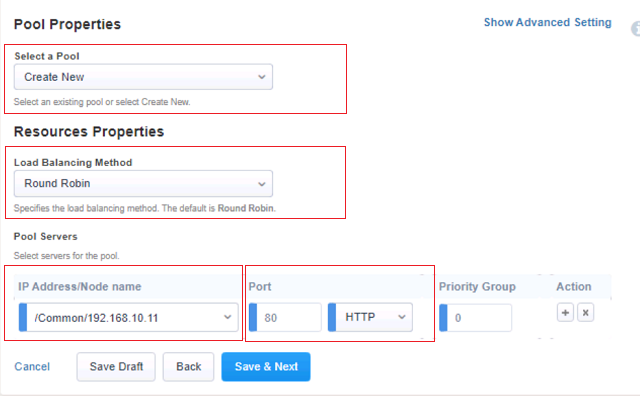 Pool Properties
Show Advanced Setting
Select a Pool
Create New
Select an existing pool or select Create New.
Resources Properties
Load Balancing Method
Round Robin
Specifies the load balancing method. The default is Round Robin.
Pool Servers
Select servers for the pool.
IP Address/Node name Port Priority Group Action
/Common/192.168.10.11 80 HTTP 0 + x
Cancel Save Draft Back Save & Next